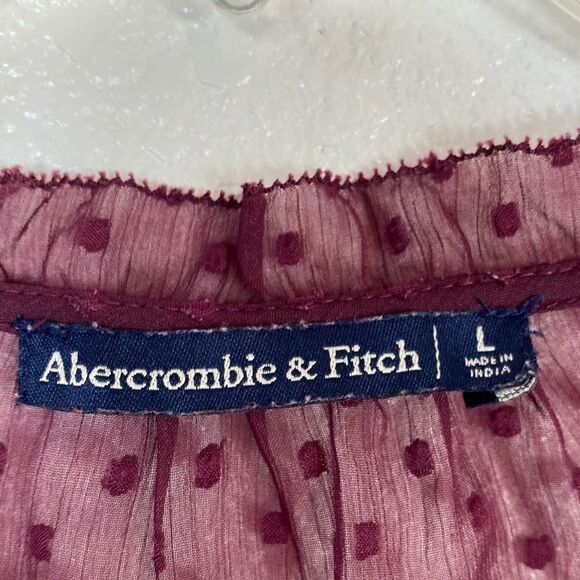 Abercrombie & Fitch
L
MADE IN
INDIA